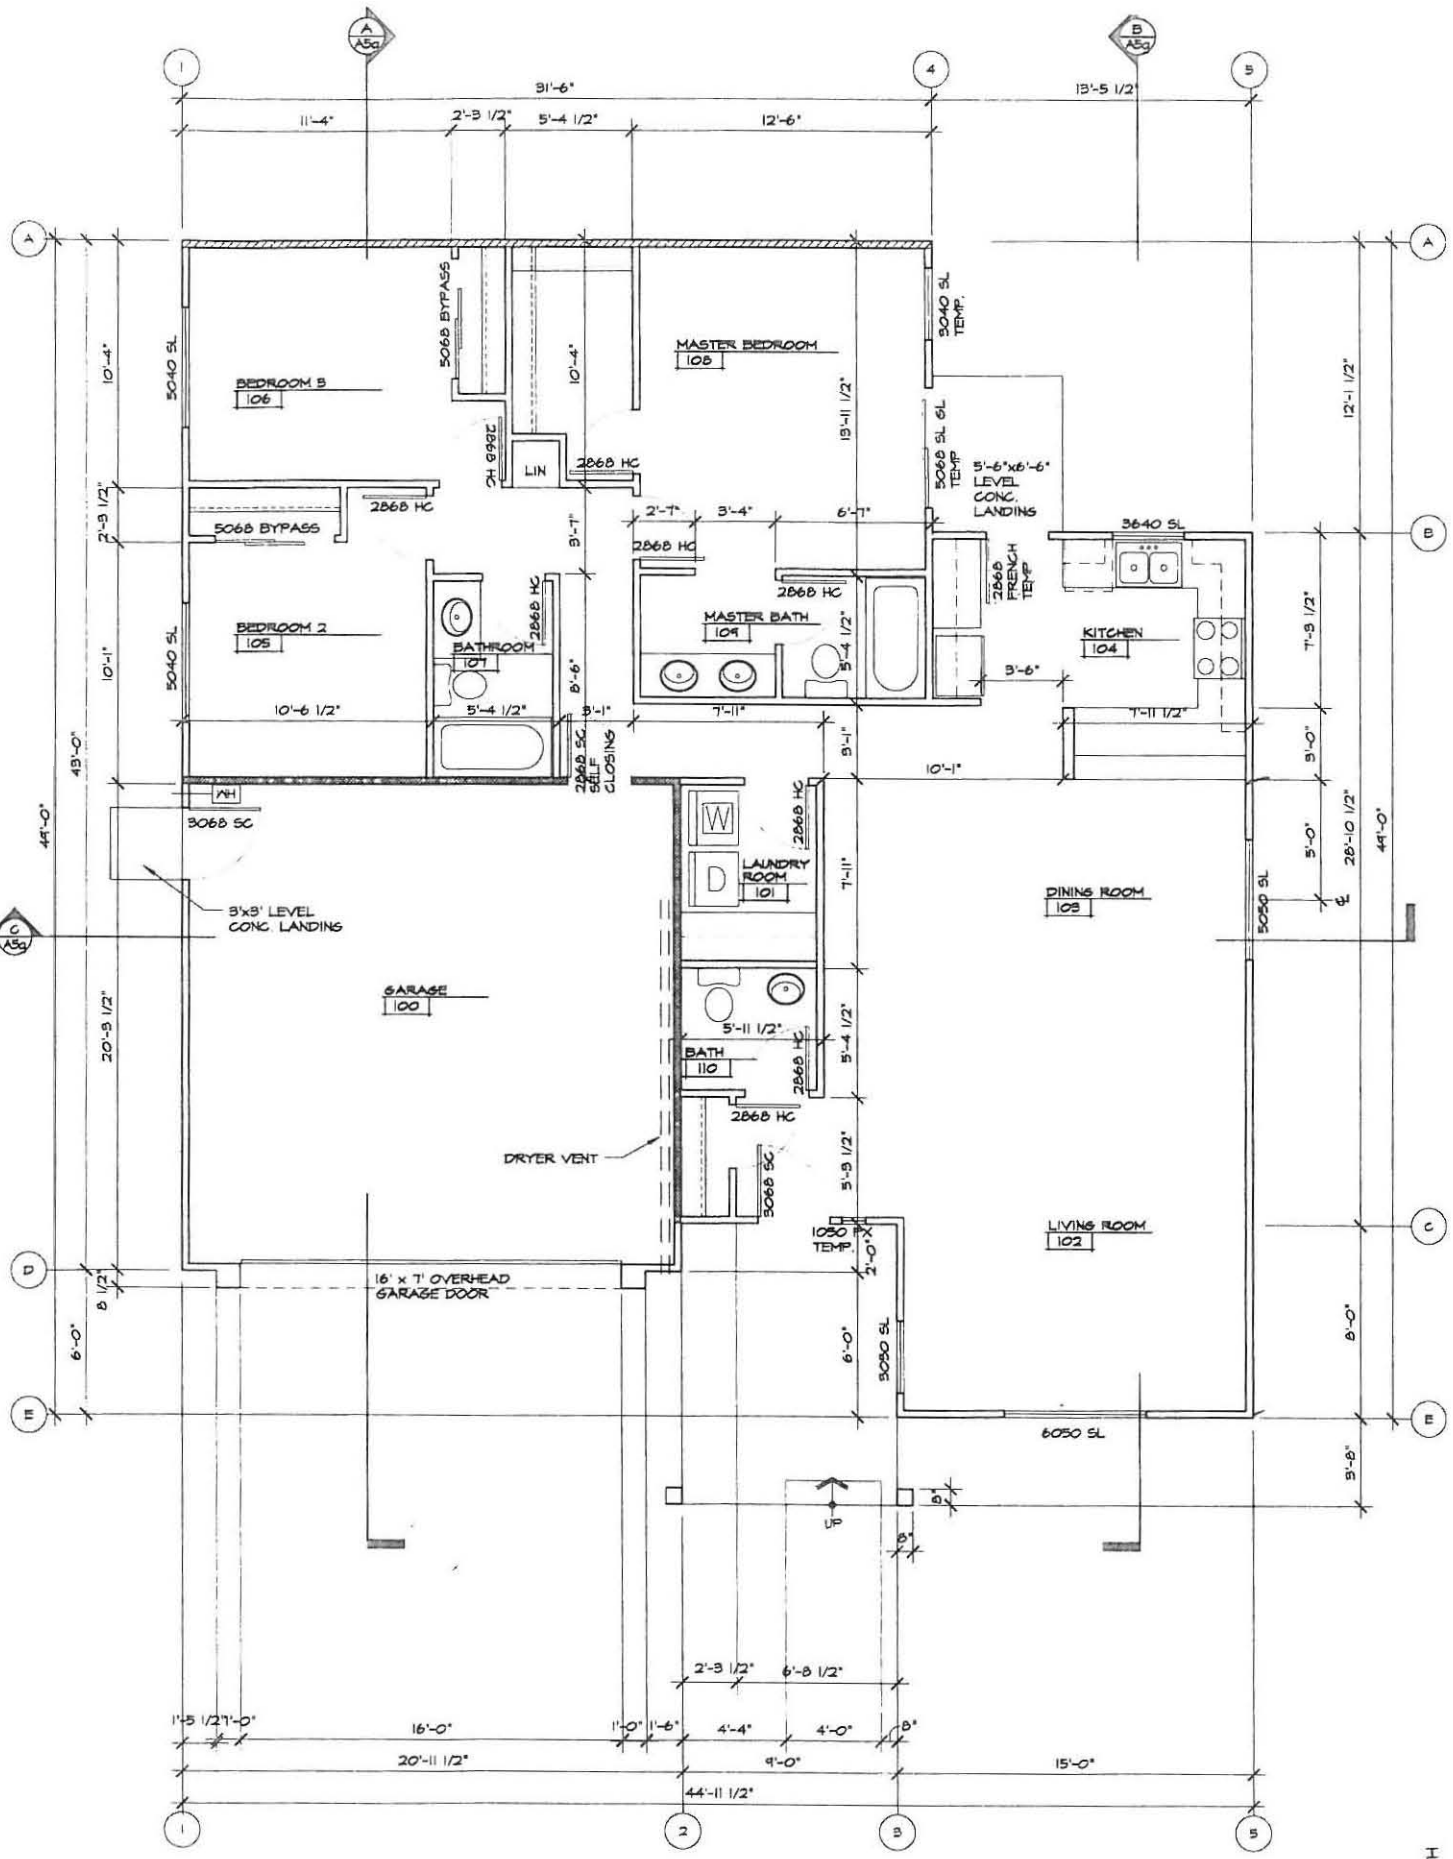 A
A5a
B
A5a
1
4
5
31'-6"
13'-5 1/2"
11'-4"
2'-3 1/2"
5'-4 1/2"
12'-6"
A
A
5040 SL
10'-4"
BEDROOM 3
106
5068 BYPASS
10'-4"
MASTER BEDROOM
108
3040 SL
TEMP.
13'-11 1/2"
12'-1 1/2"
2868 HC
LIN
2868 HC
5068 SL GL
TEMP
5'-6"x6'-6"
LEVEL
CONC.
LANDING
2'-3 1/2"
5068 BYPASS
2868 HC
3'-7"
2'-7"
3'-4"
6'-7"
3640 SL
B
2868 HC
2868 HC
2868
FRENCH
TEMP
5040 SL
10'-1"
BEDROOM 2
105
BATHROOM
107
2868 HC
8'-6"
MASTER BATH
109
5'-4 1/2"
KITCHEN
104
7'-3 1/2"
3'-6"
10'-6 1/2"
5'-4 1/2"
3'-1"
7'-11"
7'-11 1/2"
43'-0"
2868 SC
SELF
CLOSING
3'-1"
10'-1"
3'-0"
44'-0"
WH
3068 SC
W
D
2868 HC
LAUNDRY
ROOM
101
7'-11"
DINING ROOM
103
5050 SL
5'-0"
28'-10 1/2"
44'-0"
3'x3' LEVEL
CONC. LANDING
C
A5a
GARAGE
100
20'-3 1/2"
5'-11 1/2"
BATH
110
2868 HC
5'-4 1/2"
2868 HC
DRYER VENT
3068 SC
5'-3 1/2"
1050 FX
TEMP.
2'-0"
LIVING ROOM
102
C
D
8 1/2"
16' x 7' OVERHEAD
GARAGE DOOR
6'-0"
3050 SL
6'-0"
8'-0"
E
6050 SL
E
3'-8"
UP
8"
8"
2'-3 1/2"
6'-8 1/2"
1'-5 1/2"
1'-0"
16'-0"
1'-0"
1'-6"
4'-4"
4'-0"
8"
20'-11 1/2"
9'-0"
15'-0"
44'-11 1/2"
1
2
3
5